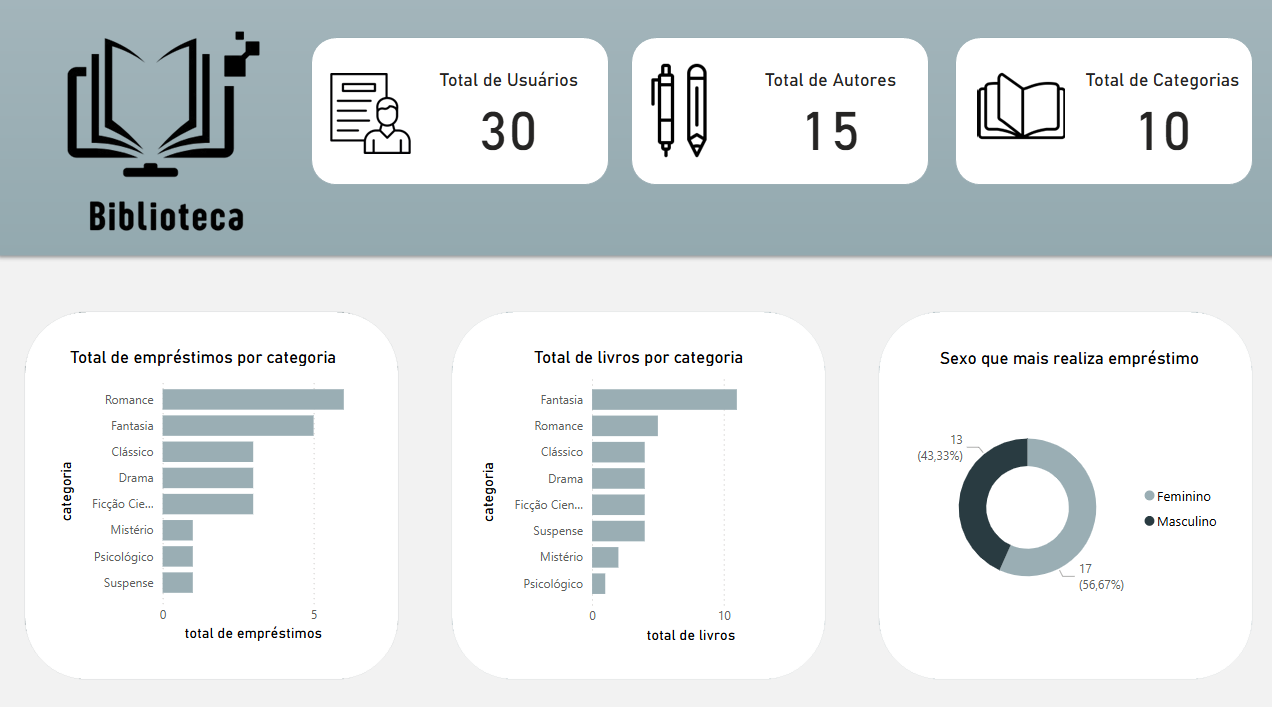 Biblioteca
Total de Usuários
30
Total de Autores
15
Total de Categorias
10
Total de empréstimos por categoria
categoria
Romance
Fantasia
Clássico
Drama
Ficção Cie...
Mistério
Psicológico
Suspense
0 5
total de empréstimos
Total de livros por categoria
categoria
Fantasia
Romance
Clássico
Drama
Ficção Cien...
Suspense
Mistério
Psicológico
0 10
total de livros
Sexo que mais realiza empréstimo
13
(43,33%)
Feminino
Masculino
17
(56,67%)